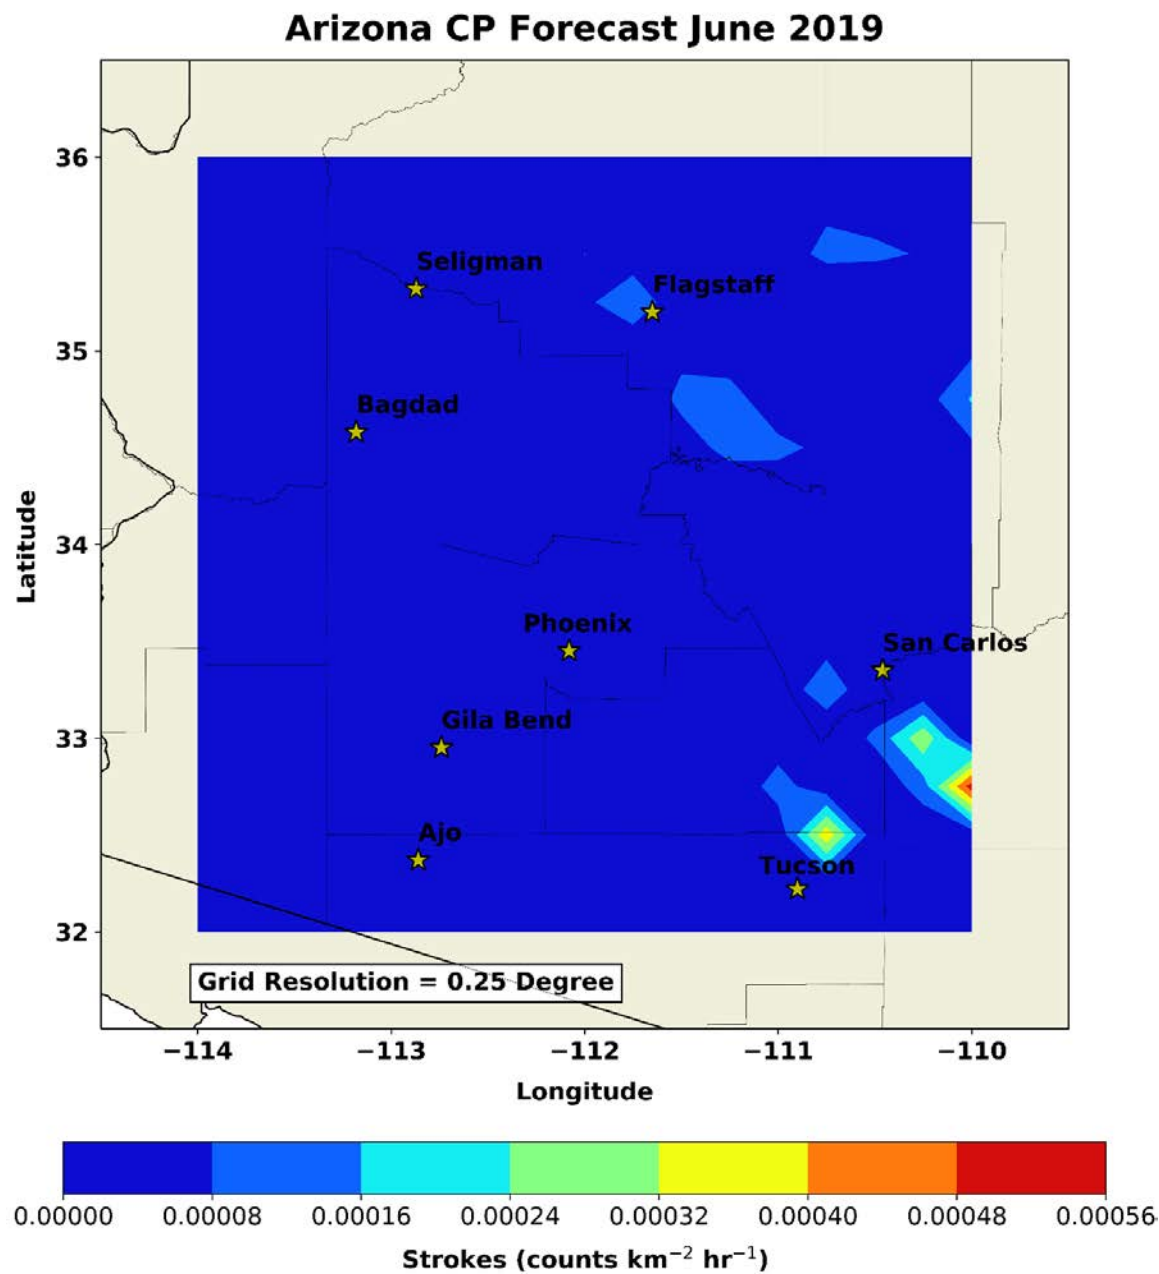 Arizona CP Forecast June 2019
36
Seligman
Flagstaff
35
Bagdad
34
Phoenix
San Carlos
33
Gila Bend
Ajo
Tucson
32
Grid Resolution = 0.25 Degree
−114 −113 −112 −111 −110
Latitude
Longitude
0.00000 0.00008 0.00016 0.00024 0.00032 0.00040 0.00048 0.00056
Strokes (counts km⁻² hr⁻¹)